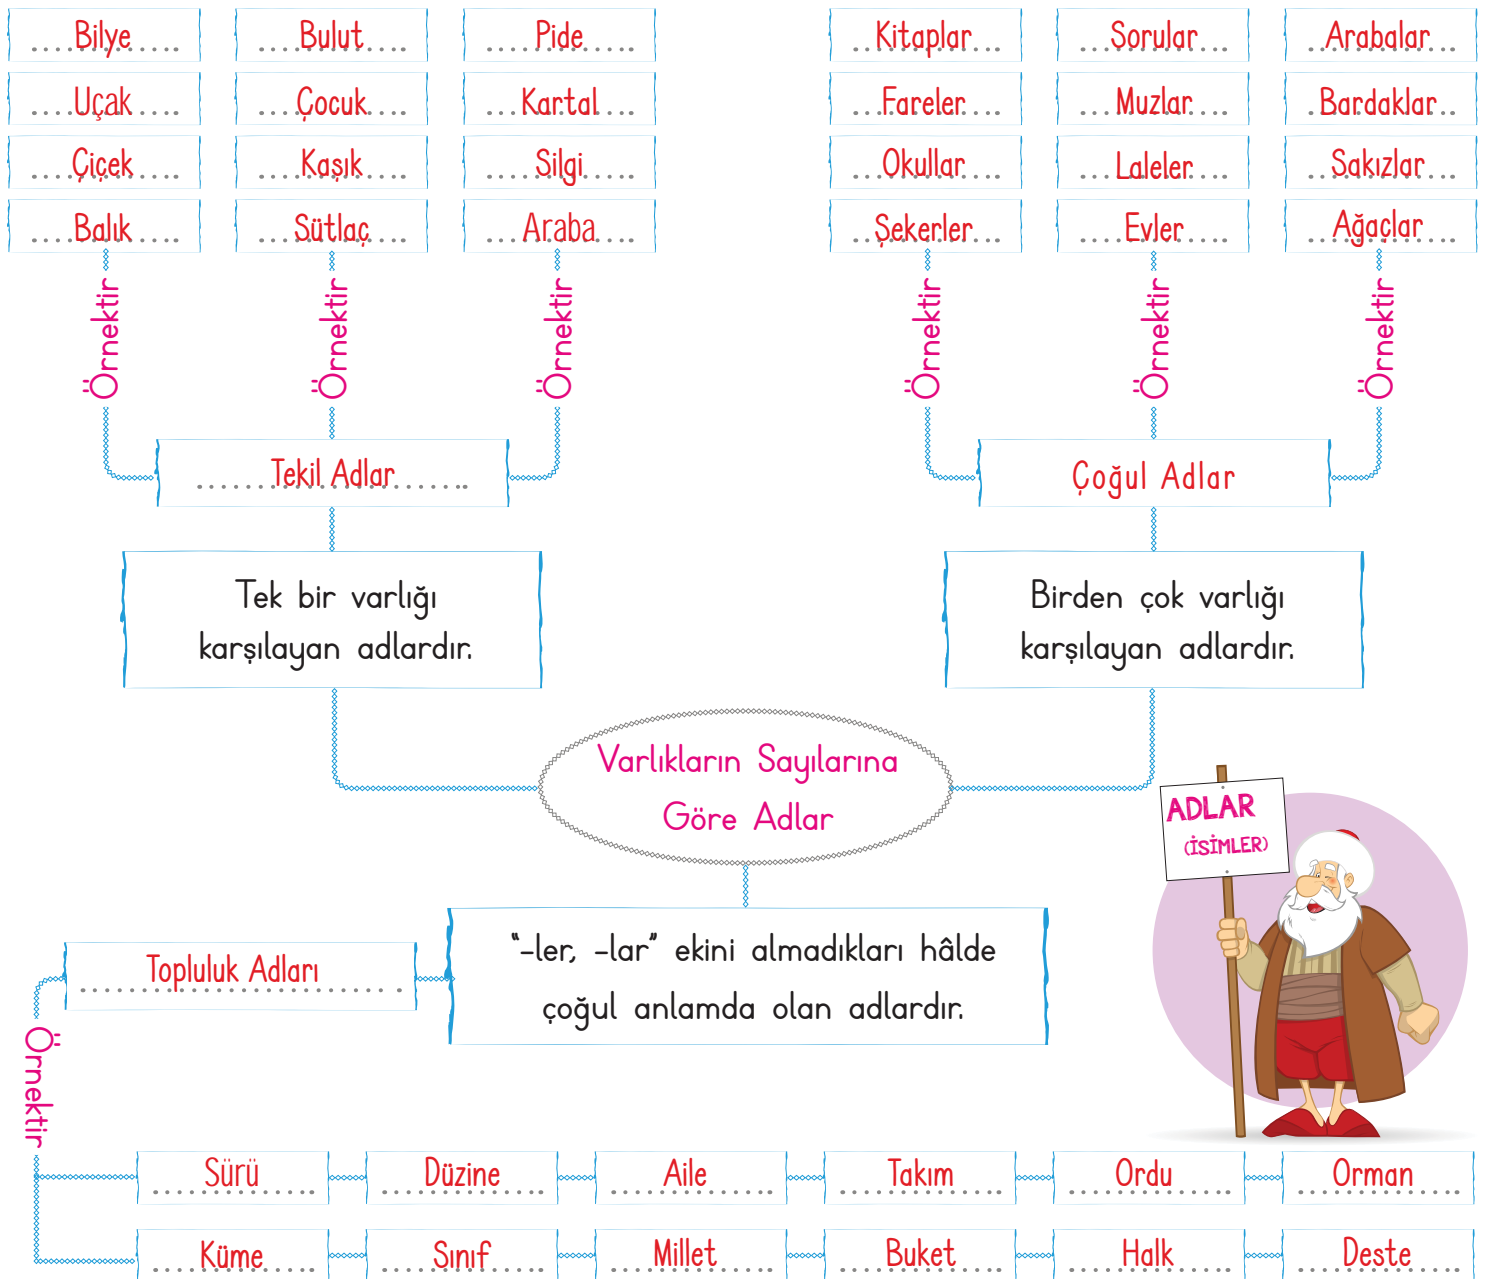 Bilye Bulut Pide Kitaplar Sorular Arabalar
Uçak Çocuk Kartal Fareler Muzlar Bardaklar
Çiçek Kaşık Silgi Okullar Laleler Sakızlar
Balık Sütlaç Araba Şekerler Evler Ağaçlar
Örnektir Örnektir Örnektir Örnektir Örnektir Örnektir
Tekil Adlar
Çoğul Adlar
Tek bir varlığı
karşılayan adlardır.
Birden çok varlığı
karşılayan adlardır.
Varlıkların Sayılarına
Göre Adlar
ADLAR
(İSİMLER)
"-ler, -lar" ekini almadıkları hâlde
çoğul anlamda olan adlardır.
Topluluk Adları
Örnektir
Sürü Düzine Aile Takım Ordu Orman
Küme Sınıf Millet Buket Halk Deste